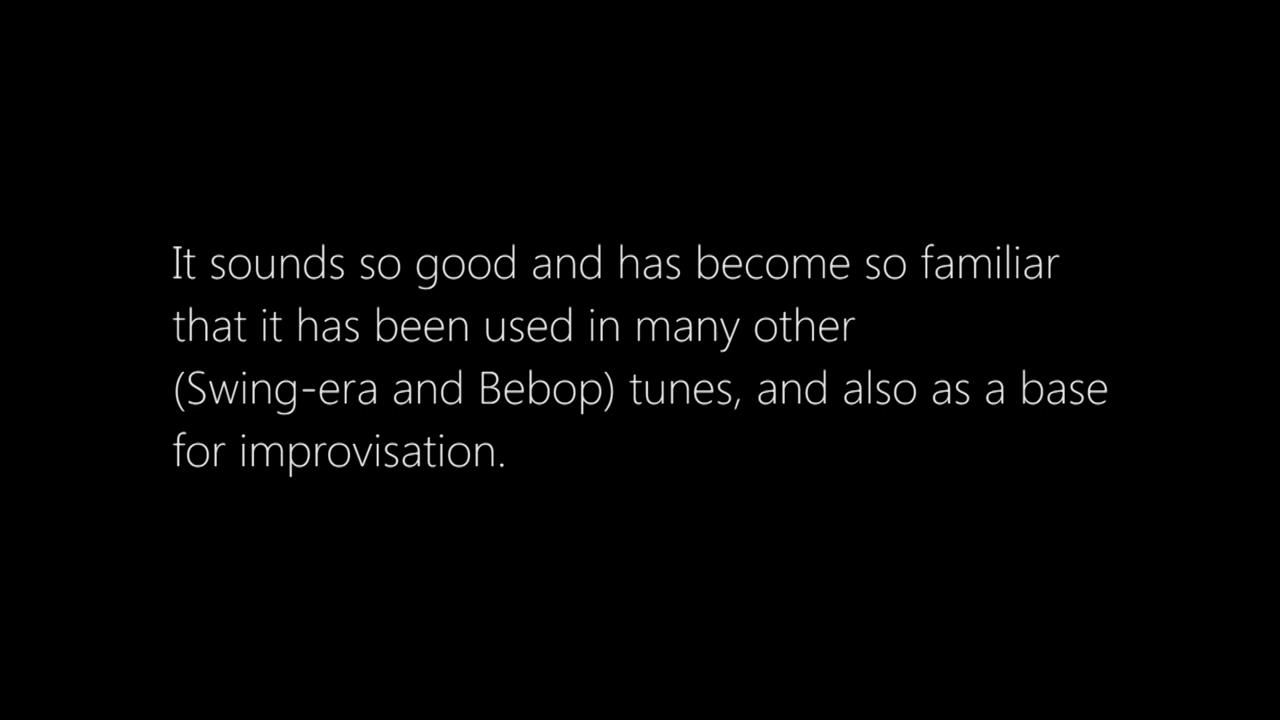 It sounds so good and has become so familiar
that it has been used in many other
(Swing-era and Bebop) tunes, and also as a base
for improvisation.